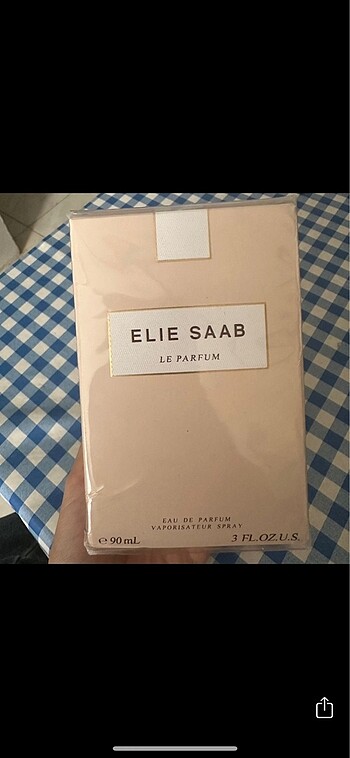 ELIE SAAB
LE PARFUM
EAU DE PARFUM
VAPORISATEUR SPRAY
℮ 90 mL
3 FL.OZ.U.S.